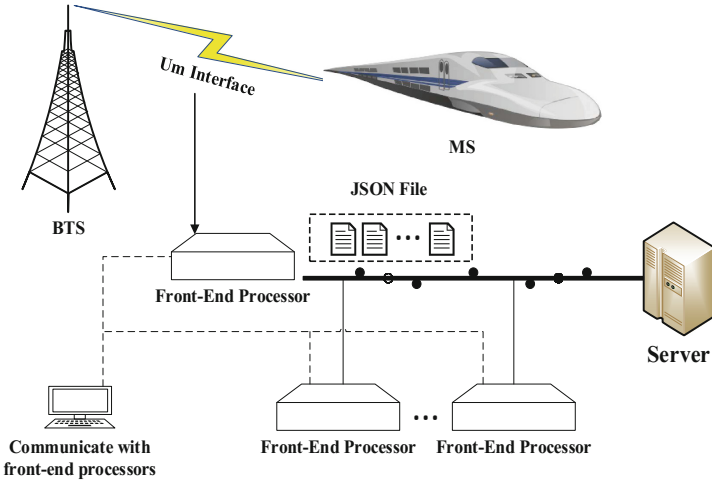 Um Interface
MS
BTS
JSON File
Front-End Processor
Server
Front-End Processor
Front-End Processor
Communicate with
front-end processors